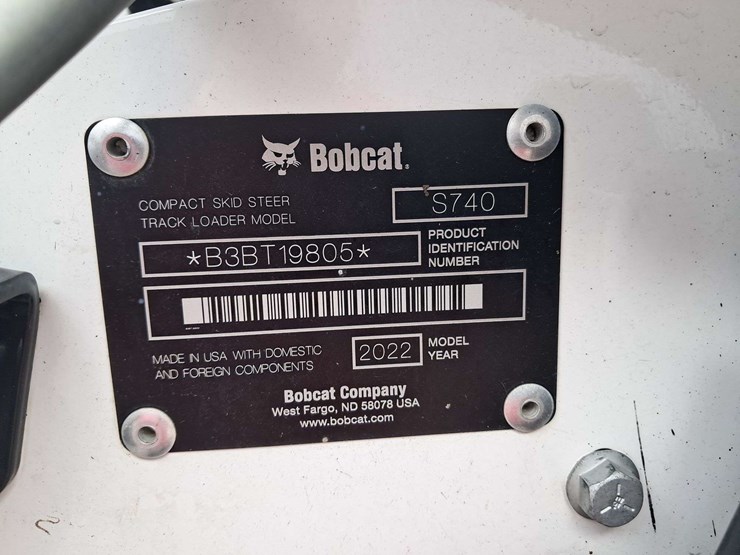 Bobcat.
COMPACT SKID STEER
TRACK LOADER MODEL
S740
*B3BT19805*
PRODUCT
IDENTIFICATION
NUMBER
MADE IN USA WITH DOMESTIC
AND FOREIGN COMPONENTS
2022
MODEL
YEAR
Bobcat Company
West Fargo, ND 58078 USA
www.bobcat.com